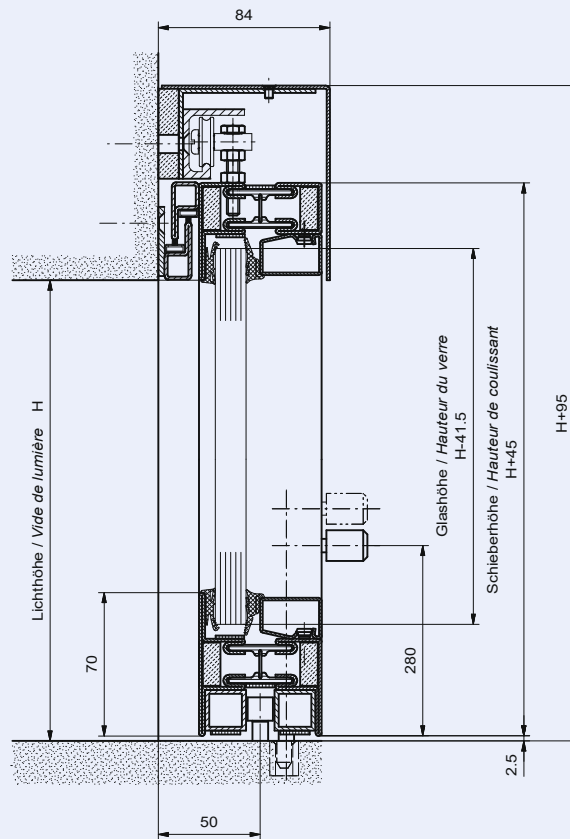 84
Lichthöhe / Vide de lumière H
Glashöhe / Hauteur du verre
H-41.5
Schieberhöhe / Hauteur de coulissant
H+45
H+95
70
280
2.5
50